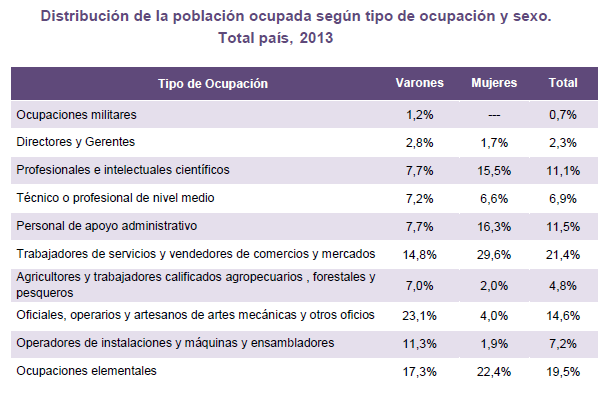 Distribución de la población ocupada según tipo de ocupación y sexo.
Total país, 2013
Tipo de Ocupación Varones Mujeres Total
Ocupaciones militares 1,2% --- 0,7%
Directores y Gerentes 2,8% 1,7% 2,3%
Profesionales e intelectuales científicos 7,7% 15,5% 11,1%
Técnico o profesional de nivel medio 7,2% 6,6% 6,9%
Personal de apoyo administrativo 7,7% 16,3% 11,5%
Trabajadores de servicios y vendedores de comercios y mercados 14,8% 29,6% 21,4%
Agricultores y trabajadores calificados agropecuarios , forestales y
pesqueros 7,0% 2,0% 4,8%
Oficiales, operarios y artesanos de artes mecánicas y otros oficios 23,1% 4,0% 14,6%
Operadores de instalaciones y máquinas y ensambladores 11,3% 1,9% 7,2%
Ocupaciones elementales 17,3% 22,4% 19,5%